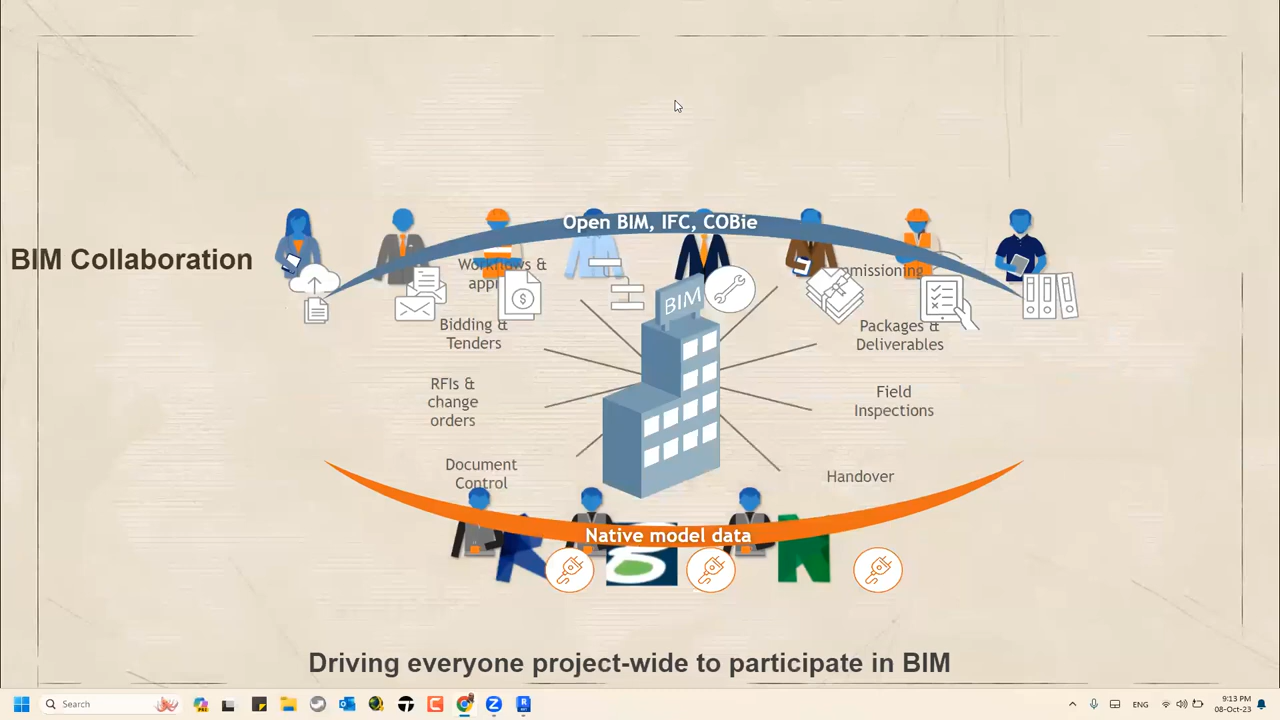 Open BIM, IFC, COBie
BIM Collaboration
Workflows &
BIM
Bidding &
Tenders
Packages &
Deliverables
RFIs &
change
orders
Field
Inspections
Document
Control
Handover
Native model data
Driving everyone project-wide to participate in BIM
Search
ENG
9:13 PM
08-Oct-23